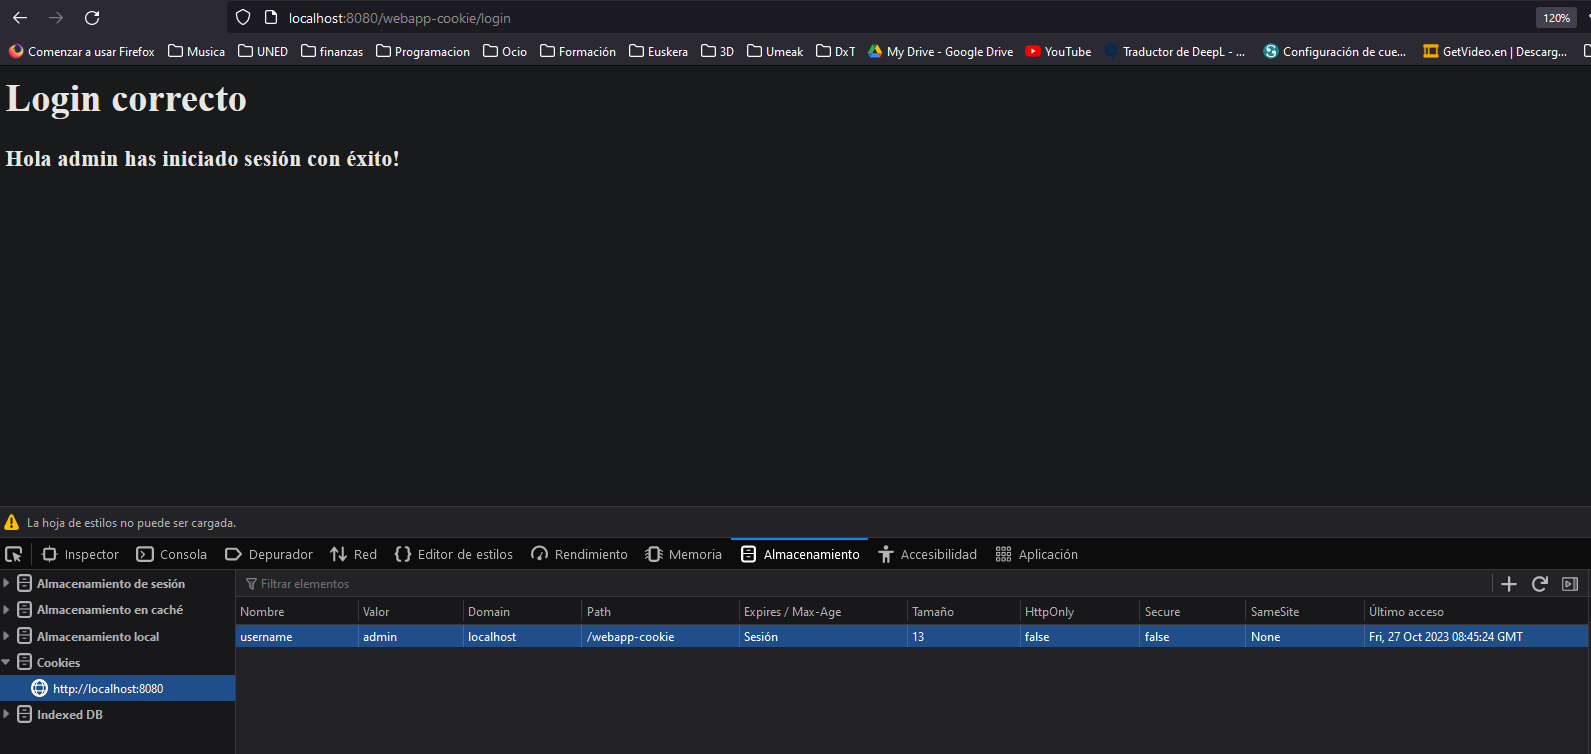 localhost:8080/webapp-cookie/login 120%
Comenzar a usar Firefox Musica UNED finanzas Programacion Ocio Formación Euskera 3D Umeak DxT My Drive - Google Drive YouTube Traductor de DeepL - ... Configuración de cue... GetVideo.en | Descarg...
Login correcto
Hola admin has iniciado sesión con éxito!
La hoja de estilos no puede ser cargada.
Inspector Consola Depurador Red Editor de estilos Rendimiento Memoria Almacenamiento Accesibilidad Aplicación
Almacenamiento de sesión
Almacenamiento en caché
Almacenamiento local
Cookies
http://localhost:8080
Indexed DB
Filtrar elementos
Nombre Valor Domain Path Expires / Max-Age Tamaño HttpOnly Secure SameSite Último acceso
username admin localhost /webapp-cookie Sesión 13 false false None Fri, 27 Oct 2023 08:45:24 GMT